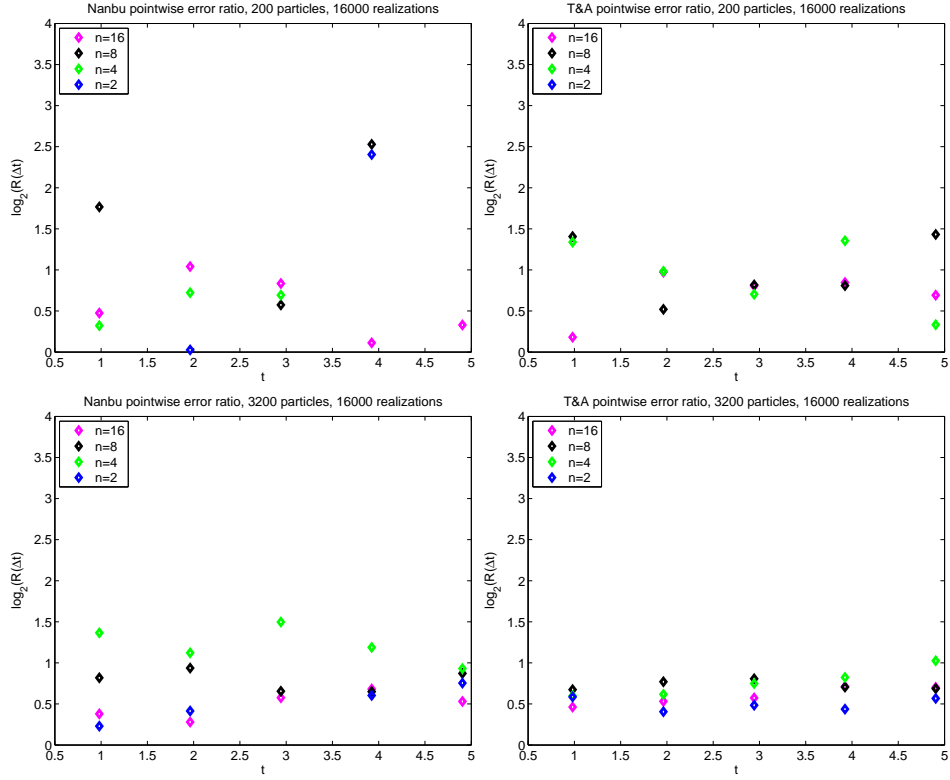 Nanbu pointwise error ratio, 200 particles, 16000 realizations
4
3.5
3
2.5
2
1.5
1
0.5
0
log2(R(Δt)
n=16
n=8
n=4
n=2
0.5 1 1.5 2 2.5 3 3.5 4 4.5 5
t
T&A pointwise error ratio, 200 particles, 16000 realizations
4
3.5
3
2.5
2
1.5
1
0.5
0
log2(R(Δt)
n=16
n=8
n=4
n=2
0.5 1 1.5 2 2.5 3 3.5 4 4.5 5
t
Nanbu pointwise error ratio, 3200 particles, 16000 realizations
4
3.5
3
2.5
2
1.5
1
0.5
0
log2(R(Δt)
n=16
n=8
n=4
n=2
0.5 1 1.5 2 2.5 3 3.5 4 4.5 5
t
T&A pointwise error ratio, 3200 particles, 16000 realizations
4
3.5
3
2.5
2
1.5
1
0.5
0
log2(R(Δt)
n=16
n=8
n=4
n=2
0.5 1 1.5 2 2.5 3 3.5 4 4.5 5
t